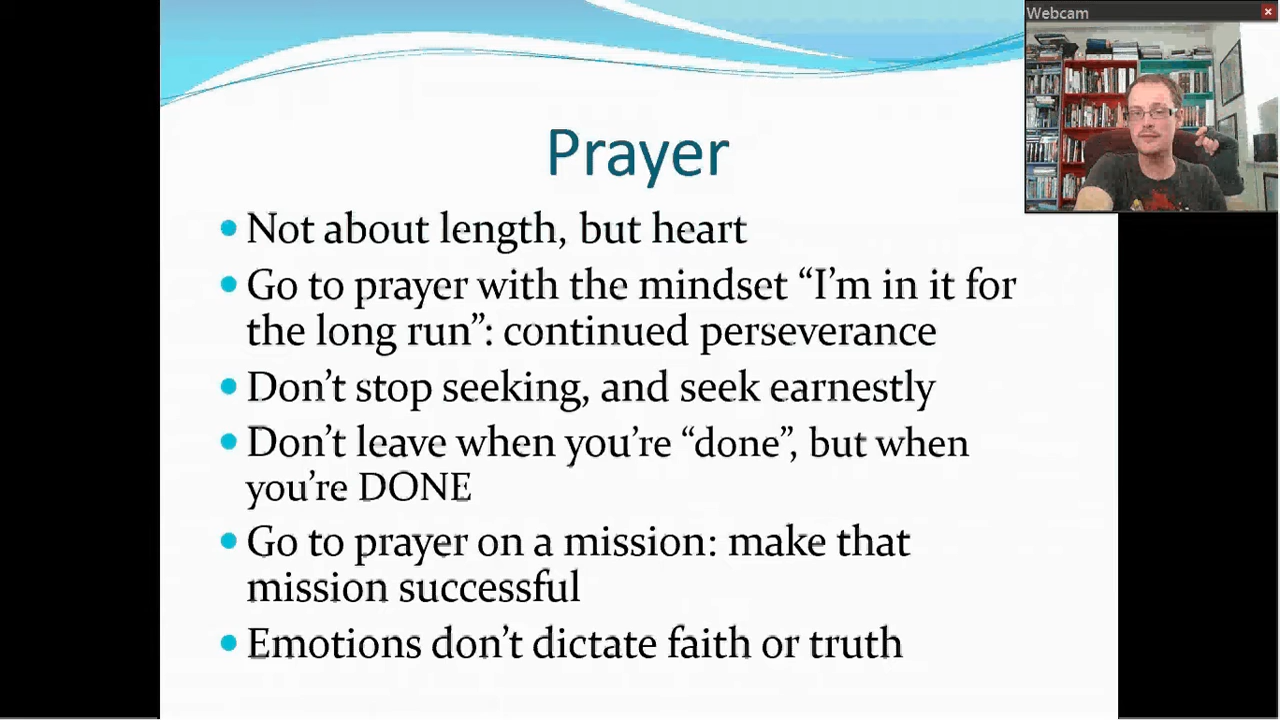 Webcam
Prayer
Not about length, but heart
Go to prayer with the mindset “I’m in it for
the long run”: continued perseverance
Don’t stop seeking, and seek earnestly
Don’t leave when you’re “done”, but when
you’re DONE
Go to prayer on a mission: make that
mission successful
Emotions don’t dictate faith or truth